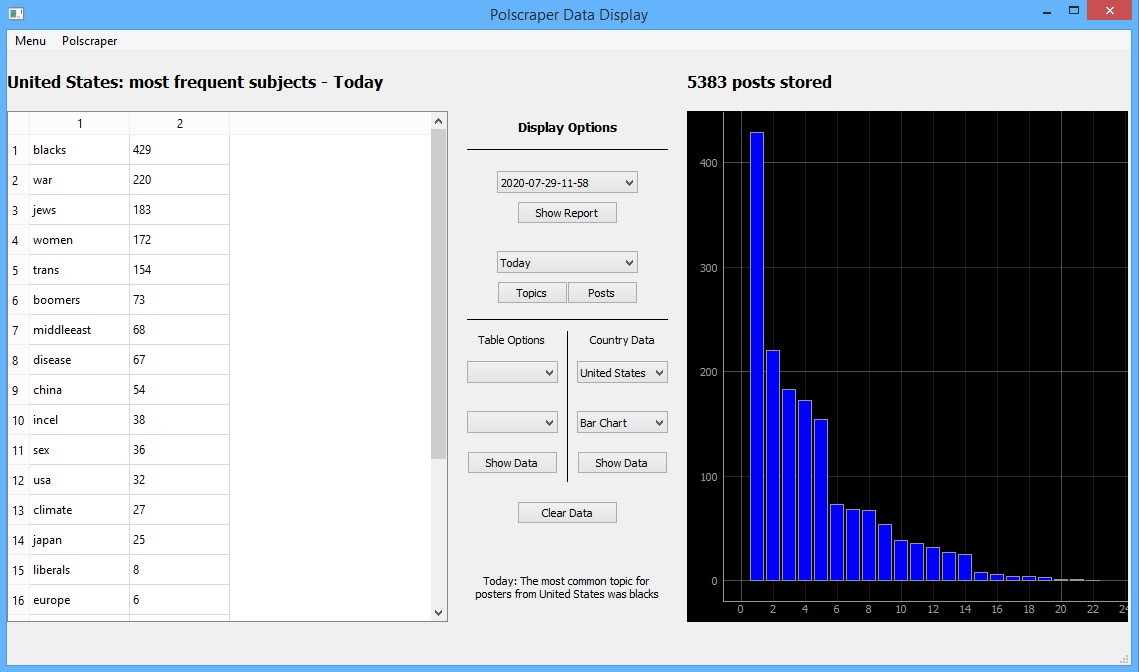 Polscraper Data Display
Menu Polscraper
United States: most frequent subjects - Today
5383 posts stored
1 2
1 blacks 429
2 war 220
3 jews 183
4 women 172
5 trans 154
6 boomers 73
7 middleeast 68
8 disease 67
9 china 54
10 incel 38
11 sex 36
12 usa 32
13 climate 27
14 japan 25
15 liberals 8
16 europe 6
Display Options
2020-07-29-11-58
Show Report
Today
Topics Posts
Table Options Country Data
United States
Bar Chart
Show Data Show Data
Clear Data
Today: The most common topic for
posters from United States was blacks
400
300
200
100
0
0 2 4 6 8 10 12 14 16 18 20 22 24